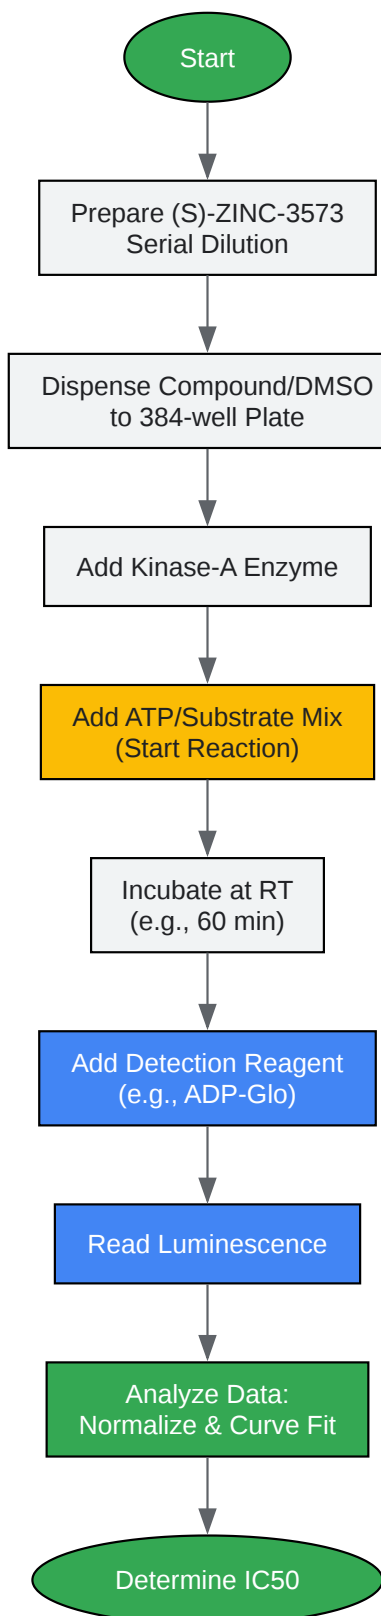 Start
Prepare (S)-ZINC-3573
Serial Dilution
Dispense Compound/DMSO
to 384-well Plate
Add Kinase-A Enzyme
Add ATP/Substrate Mix
(Start Reaction)
Incubate at RT
(e.g., 60 min)
Add Detection Reagent
(e.g., ADP-Glo)
Read Luminescence
Analyze Data:
Normalize & Curve Fit
Determine IC50